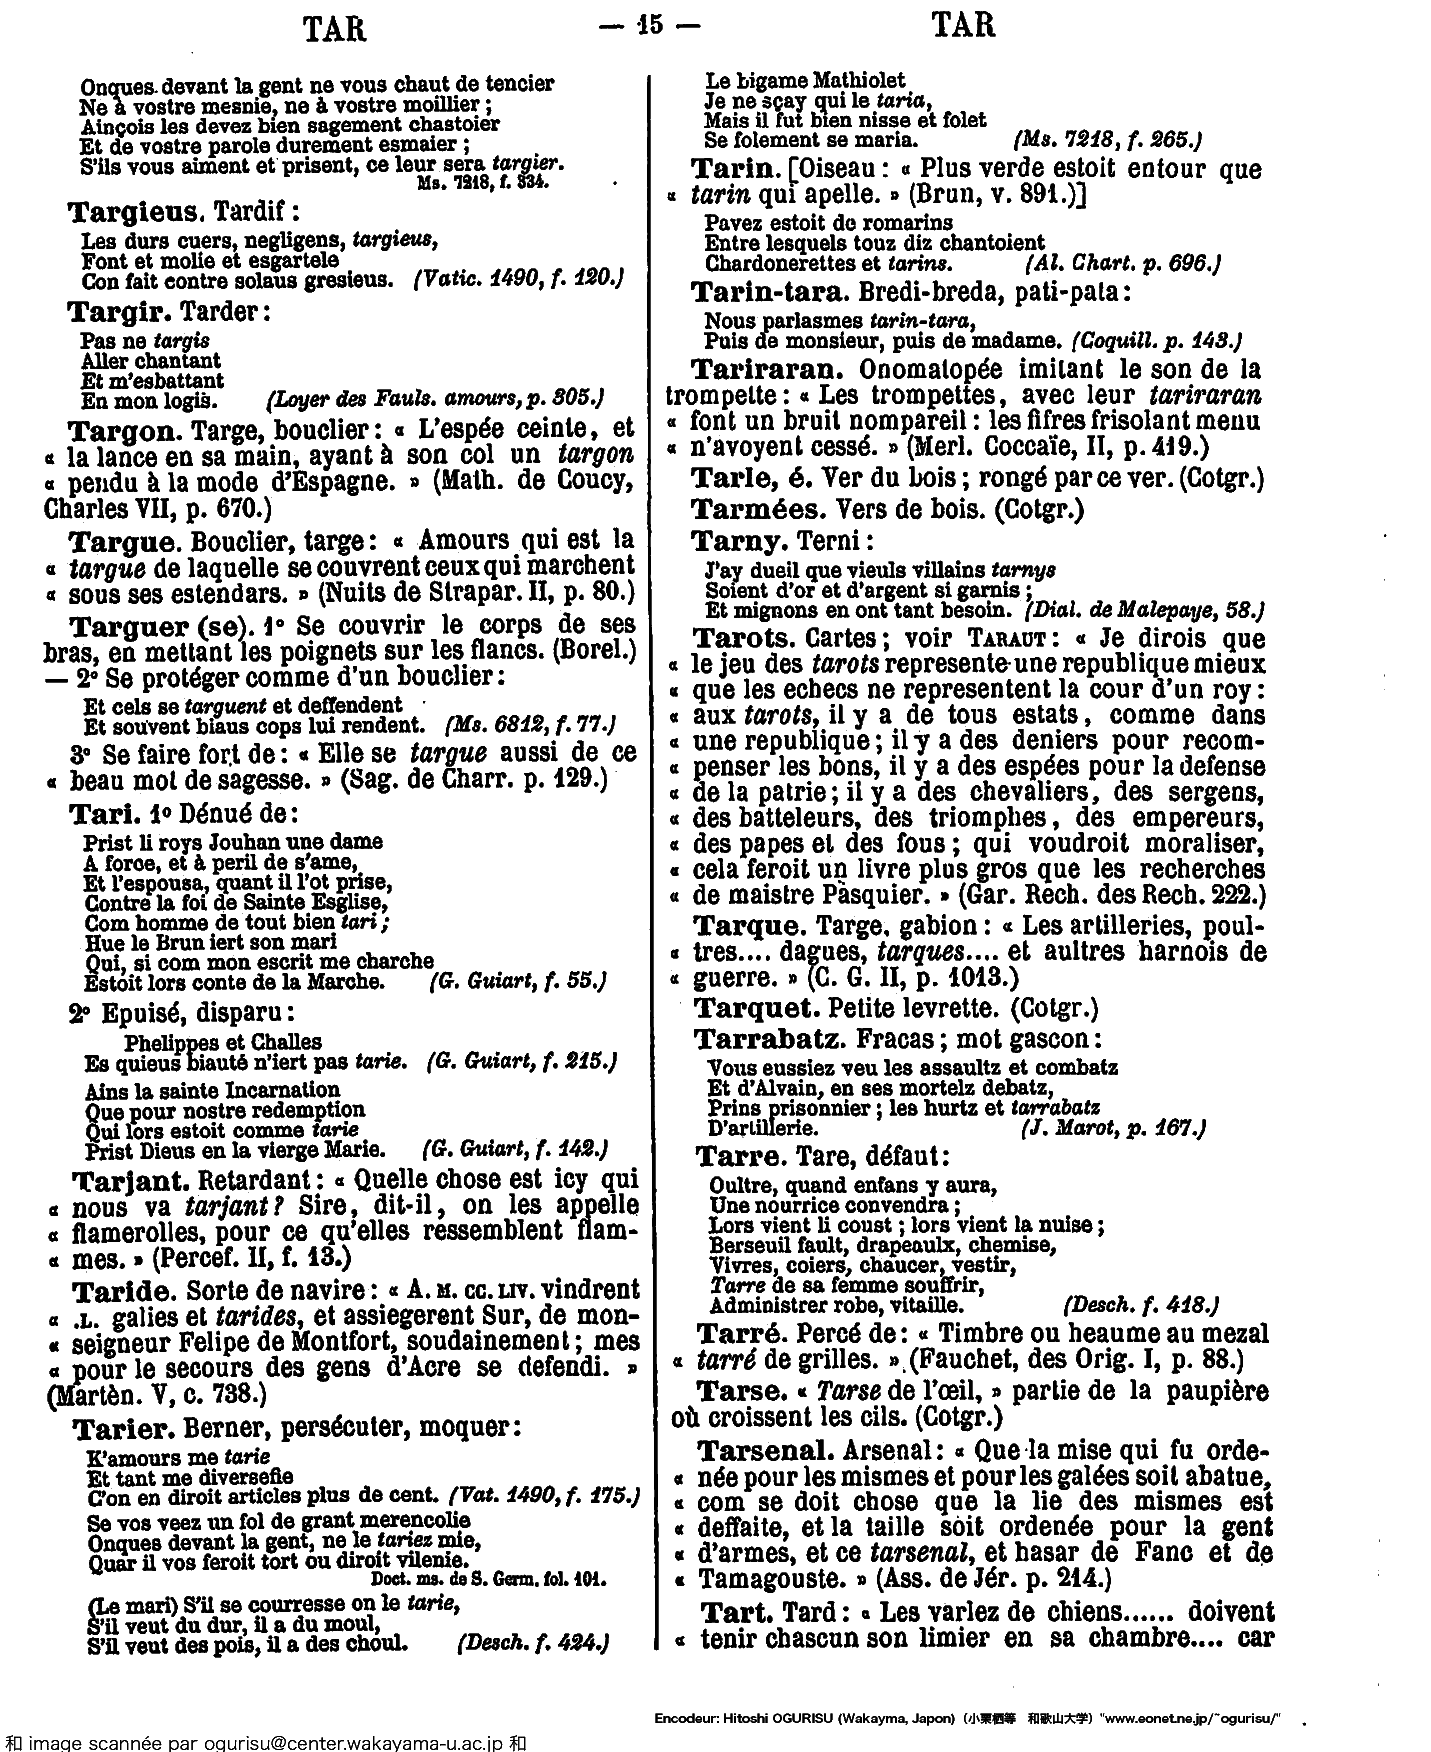 TAR — 15 — TAR
Onques devant la gent ne vous chaut de tencier
Ne à vostre mesnie, ne à vostre moillier ;
Ainçois les devez bien sagement chastoier
Et de vostre parole durement esmaier ;
S'ils vous aiment et prisent, ce leur sera targier.
Ms. 7218, f. 334.
Targieus. Tardif :
Les durs cuers, negligens, targieus,
Font et molie et esgartele
Con fait contre solaus gresieus. (Vatic. 1490, f. 120.)
Targir. Tarder :
Pas ne targis
Aller chantant
Et m'esbattant
En mon logis. (Loyer des Fauls. amours, p. 305.)
Targon. Targe, bouclier : « L'espée ceinte, et
« la lance en sa main, ayant à son col un targon
« pendu à la mode d'Espagne. » (Math. de Coucy,
Charles VII, p. 670.)
Targue. Bouclier, targe : « Amours qui est la
« targue de laquelle se couvrent ceux qui marchent
« sous ses estendars. » (Nuits de Strapar. II, p. 80.)
Targuer (se). 1° Se couvrir le corps de ses
bras, en mettant les poignets sur les flancs. (Borel.)
— 2° Se protéger comme d'un bouclier :
Et cels se targuent et deffendent
Et souvent biaus cops lui rendent. (Ms. 6812, f. 77.)
3° Se faire fort de : « Elle se targue aussi de ce
« beau mot de sagesse. » (Sag. de Charr. p. 129.)
Tari. 1° Dénué de :
Prist li roys Jouhan une dame
A force, et à peril de s'ame,
Et l'espousa, quant il l'ot prise,
Contre la foi de Sainte Esglise,
Com homme de tout bien tari ;
Hue le Brun iert son mari
Qui, si com mon escrit me charche
Estoit lors conte de la Marche. (G. Guiart, f. 55.)
2° Epuisé, disparu :
Phelippes et Challes
Es quieus biauté n'iert pas tarie. (G. Guiart, f. 215.)
Ains la sainte Incarnation
Que pour nostre redemption
Qui lors estoit comme tarie
Prist Dieus en la vierge Marie. (G. Guiart, f. 142.)
Tarjant. Retardant : « Quelle chose est icy qui
« nous va tarjant ? Sire, dit-il, on les appelle
« flamerolles, pour ce qu'elles ressemblent flam-
« mes. » (Percef. II, f. 13.)
Taride. Sorte de navire : « A. M. CC. LIV. vindrent
« .L. galies et tarides, et assiegerent Sur, de mon-
« seigneur Felipe de Montfort, soudainement ; mes
« pour le secours des gens d'Acre se defendi. »
(Martèn. V, c. 738.)
Tarier. Berner, persécuter, moquer :
K'amours me tarie
Et tant me diversefie
C'on en diroit articles plus de cent. (Vat. 1490, f. 175.)
Se vos veez un fol de grant merencolie
Onques devant la gent, ne le tariez mie,
Quar il vos feroit tort ou diroit vilenie.
Doct. ms. de S. Germ. fol. 101.
(Le mari) S'il se courresse on le tarie,
S'il veut du dur, il a du moul,
S'il veut des pois, il a des choul. (Desch. f. 424.)
Le bigame Mathiolet
Je ne sçay qui le taria,
Mais il fut bien nisse et folet
Se folement se maria. (Ms. 7218, f. 265.)
Tarin. [Oiseau : « Plus verde estoit entour que
« tarin qui apelle. » (Brun, v. 891.)]
Pavez estoit de romarins
Entre lesquels touz diz chantoient
Chardonerettes et tarins. (Al. Chart. p. 696.)
Tarin-tara. Bredi-breda, pati-pata :
Nous parlasmes tarin-tara,
Puis de monsieur, puis de madame. (Coquill. p. 143.)
Tariraran. Onomatopée imitant le son de la
trompette : « Les trompettes, avec leur tariraran
« font un bruit nompareil : les fifres frisolant menu
« n'avoyent cessé. » (Merl. Coccaïe, II, p. 419.)
Tarle, é. Ver du bois ; rongé par ce ver. (Cotgr.)
Tarmées. Vers de bois. (Cotgr.)
Tarny. Terni :
J'ay dueil que vieuls villains tarnys
Soient d'or et d'argent si garnis ;
Et mignons en ont tant besoin. (Dial. de Malepaye, 58.)
Tarots. Cartes ; voir TARAUT : « Je dirois que
« le jeu des tarots represente une republique mieux
« que les echecs ne representent la cour d'un roy :
« aux tarots, il y a de tous estats, comme dans
« une republique ; il y a des deniers pour recom-
« penser les bons, il y a des espées pour la defense
« de la patrie ; il y a des chevaliers, des sergens,
« des batteleurs, des triomphes, des empereurs,
« des papes et des fous ; qui voudroit moraliser,
« cela feroit un livre plus gros que les recherches
« de maistre Pasquier. » (Gar. Rech. des Rech. 222.)
Tarque. Targe, gabion : « Les artilleries, poul-
« tres.... dagues, tarques.... et aultres harnois de
« guerre. » (C. G. II, p. 1013.)
Tarquet. Petite levrette. (Cotgr.)
Tarrabatz. Fracas ; mot gascon :
Vous eussiez veu les assaultz et combatz
Et d'Alvain, en ses mortelz debatz,
Prins prisonnier ; les hurtz et tarrabatz
D'artillerie. (J. Marot, p. 167.)
Tarre. Tare, défaut :
Oultre, quand enfans y aura,
Une nourrice convendra ;
Lors vient li coust ; lors vient la nuise ;
Berseuil fault, drapeaulx, chemise,
Vivres, coiers, chaucer, vestir,
Tarre de sa femme souffrir,
Administrer robe, vitaille. (Desch. f. 418.)
Tarré. Percé de : « Timbre ou heaume au mezal
« tarré de grilles. » (Fauchet, des Orig. I, p. 88.)
Tarse. « Tarse de l'œil, » partie de la paupière
où croissent les cils. (Cotgr.)
Tarsenal. Arsenal : « Que la mise qui fu orde-
« née pour les mismes et pour les galées soit abatue,
« com se doit chose que la lie des mismes est
« deffaite, et la taille soit ordenée pour la gent
« d'armes, et ce tarsenal, et hasar de Fanc et de
« Tamagouste. » (Ass. de Jér. p. 214.)
Tart. Tard : « Les varlez de chiens...... doivent
« tenir chascun son limier en sa chambre.... car
Encodeur: Hitoshi OGURISU (Wakayma, Japon) (小栗栖等 和歌山大学) "www.eonet.ne.jp/~ogurisu/"
和 image scannée par ogurisu@center.wakayama-u.ac.jp 和